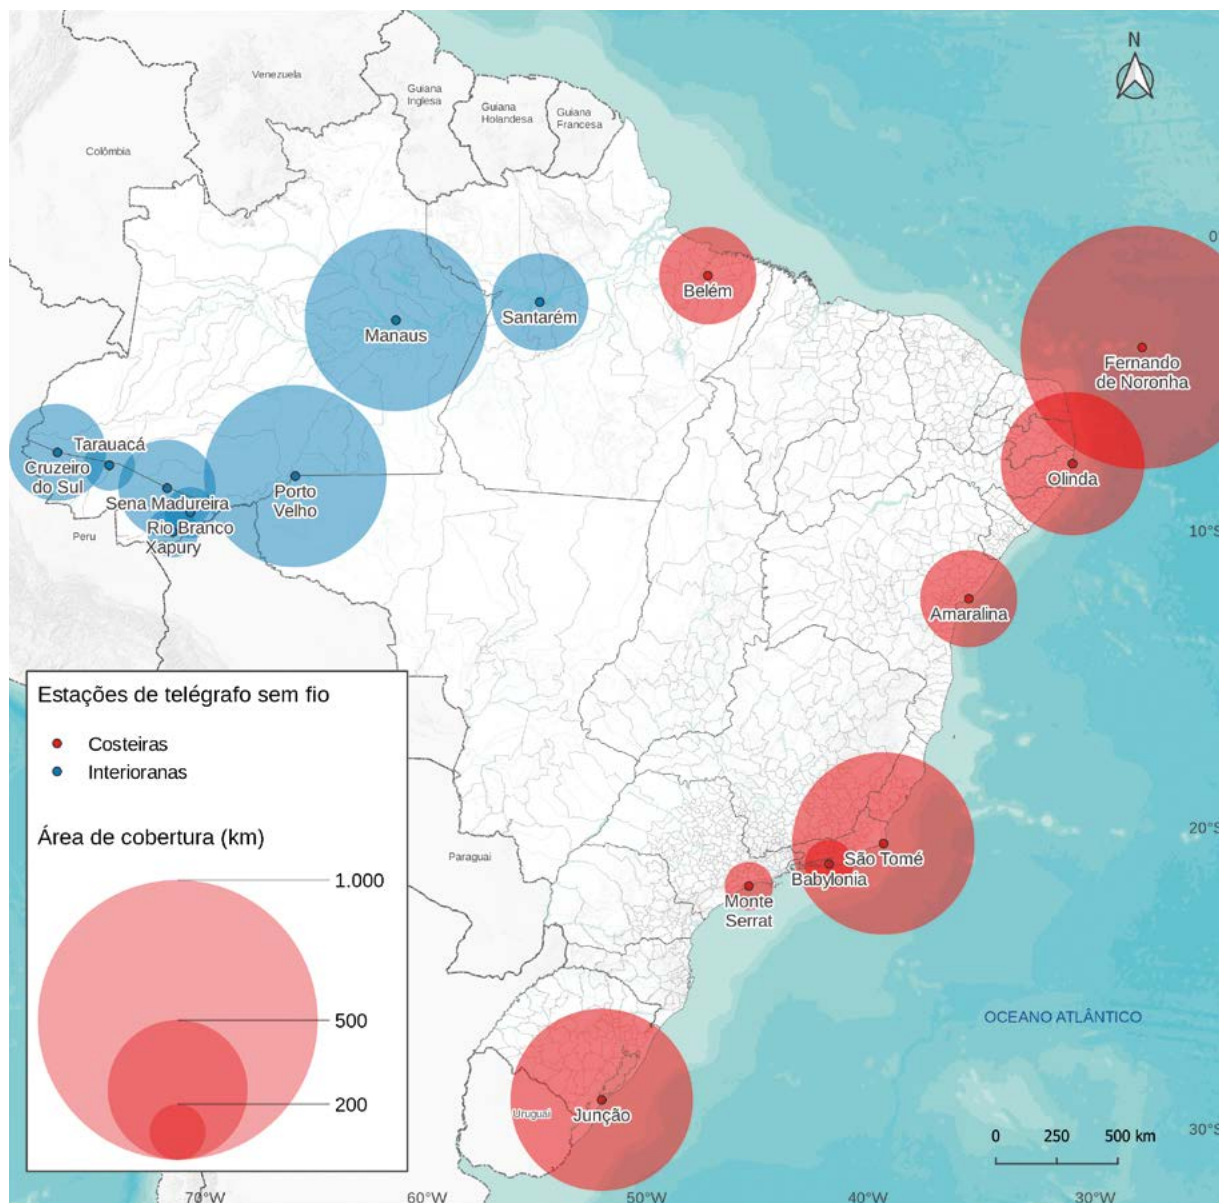 N
Venezuela
Guiana
Inglesa
Guiana
Holandesa
Guiana
Francesa
Colômbia
0
Belém
Santarém
Manaus
Fernando
de Noronha
Tarauacá
Cruzeiro
do Sul
Olinda
Sena Madureira
Porto
Velho
Rio Branco
Xapury
Peru
10°S
Amaralina
Estações de telégrafo sem fio
Costeiras
Interioranas
Área de cobertura (km)
1.000
500
200
20°S
São Tomé
Babylonia
Paraguai
Monte
Serrat
OCEANO ATLÂNTICO
Uruguai
Junção
0 250 500 km
30°S
70°W 60°W 50°W 40°W 30°W